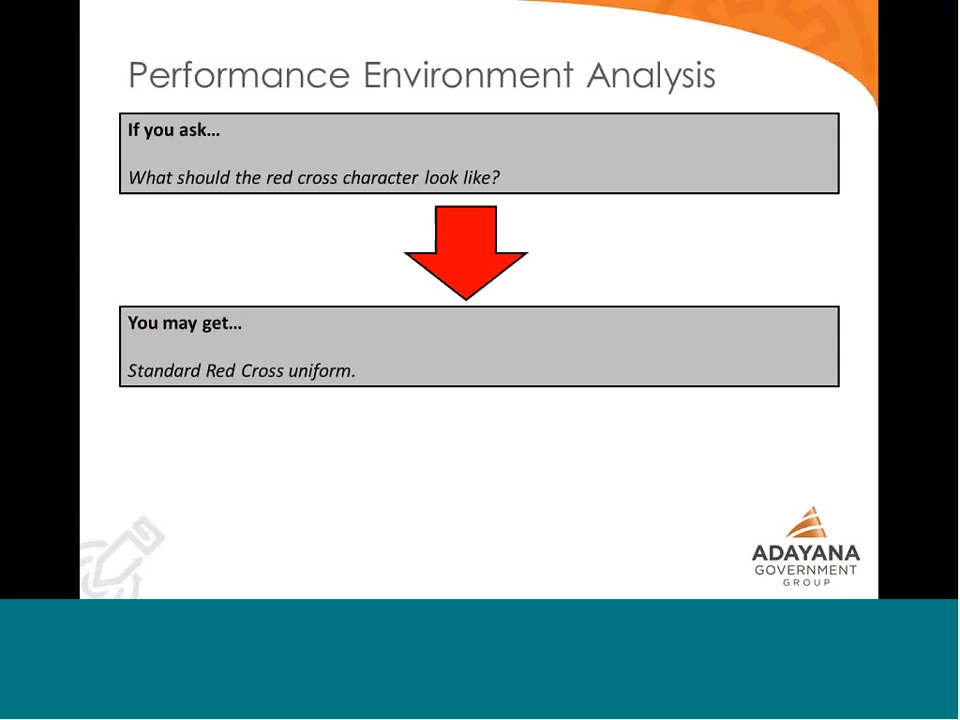 Performance Environment Analysis
If you ask…
What should the red cross character look like?
You may get…
Standard Red Cross uniform.
ADAYANA
GOVERNMENT
GROUP